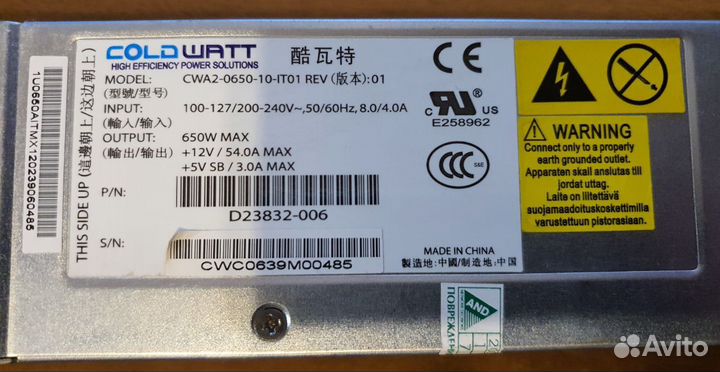 COLDWATT
HIGH EFFICIENCY POWER SOLUTIONS
酷瓦特
MODEL: CWA2-0650-10-IT01 REV (版本): 01
(型號/型号)
INPUT: 100-127/200-240V~,50/60Hz, 8.0/4.0A
(輸入/输入)
OUTPUT: 650W MAX
(輸出/输出) +12V / 54.0A MAX
+5V SB / 3.0A MAX
P/N:
D23832-006
S/N:
CWC0639M00485
THIS SIDE UP (這邊朝上/这边朝上)
1U0650AITMX120239060485
CE
c RU US
E258962
CCC S&E
MADE IN CHINA
製造地: 中國/制造地: 中国
WARNING
Connect only to a properly
earth grounded outlet.
Apparaten skall anslutas till
jordat uttag.
Laite on liitettävä
suojamaadoituskoskettimilla
varustettuun pistorasiaan.
AND
Avito